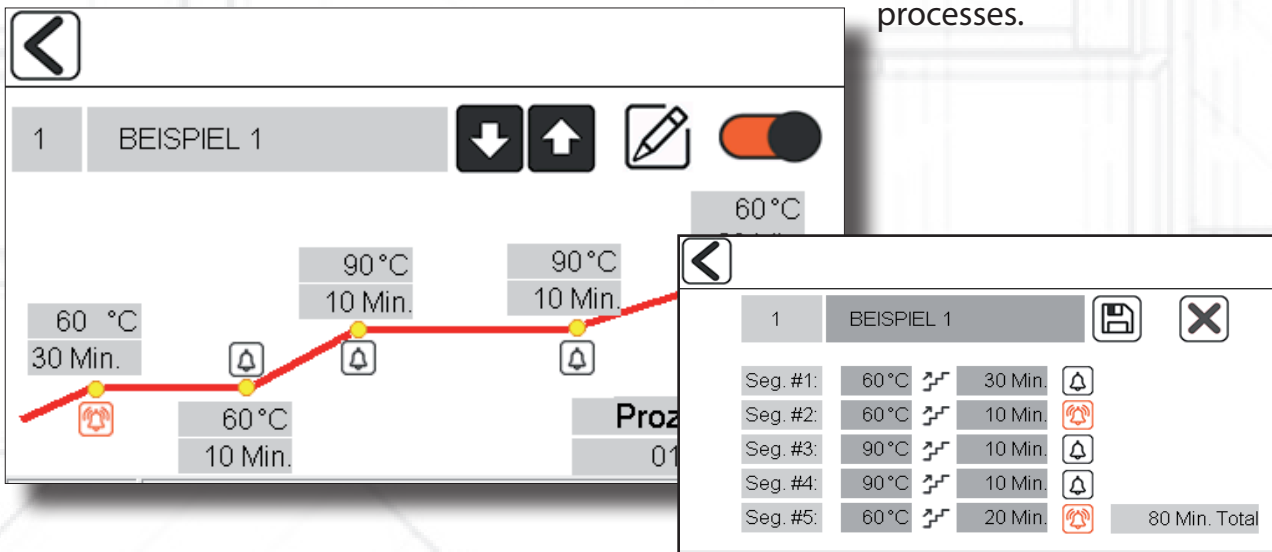 processes.
1 BEISPIEL 1
60 °C
90 °C 90 °C
10 Min. 10 Min.
60 °C
30 Min.
60 °C
10 Min.
Proz
01
1 BEISPIEL 1
Seg. #1: 60 °C 30 Min.
Seg. #2: 60 °C 10 Min.
Seg. #3: 90 °C 10 Min.
Seg. #4: 90 °C 10 Min.
Seg. #5: 60 °C 20 Min. 80 Min. Total